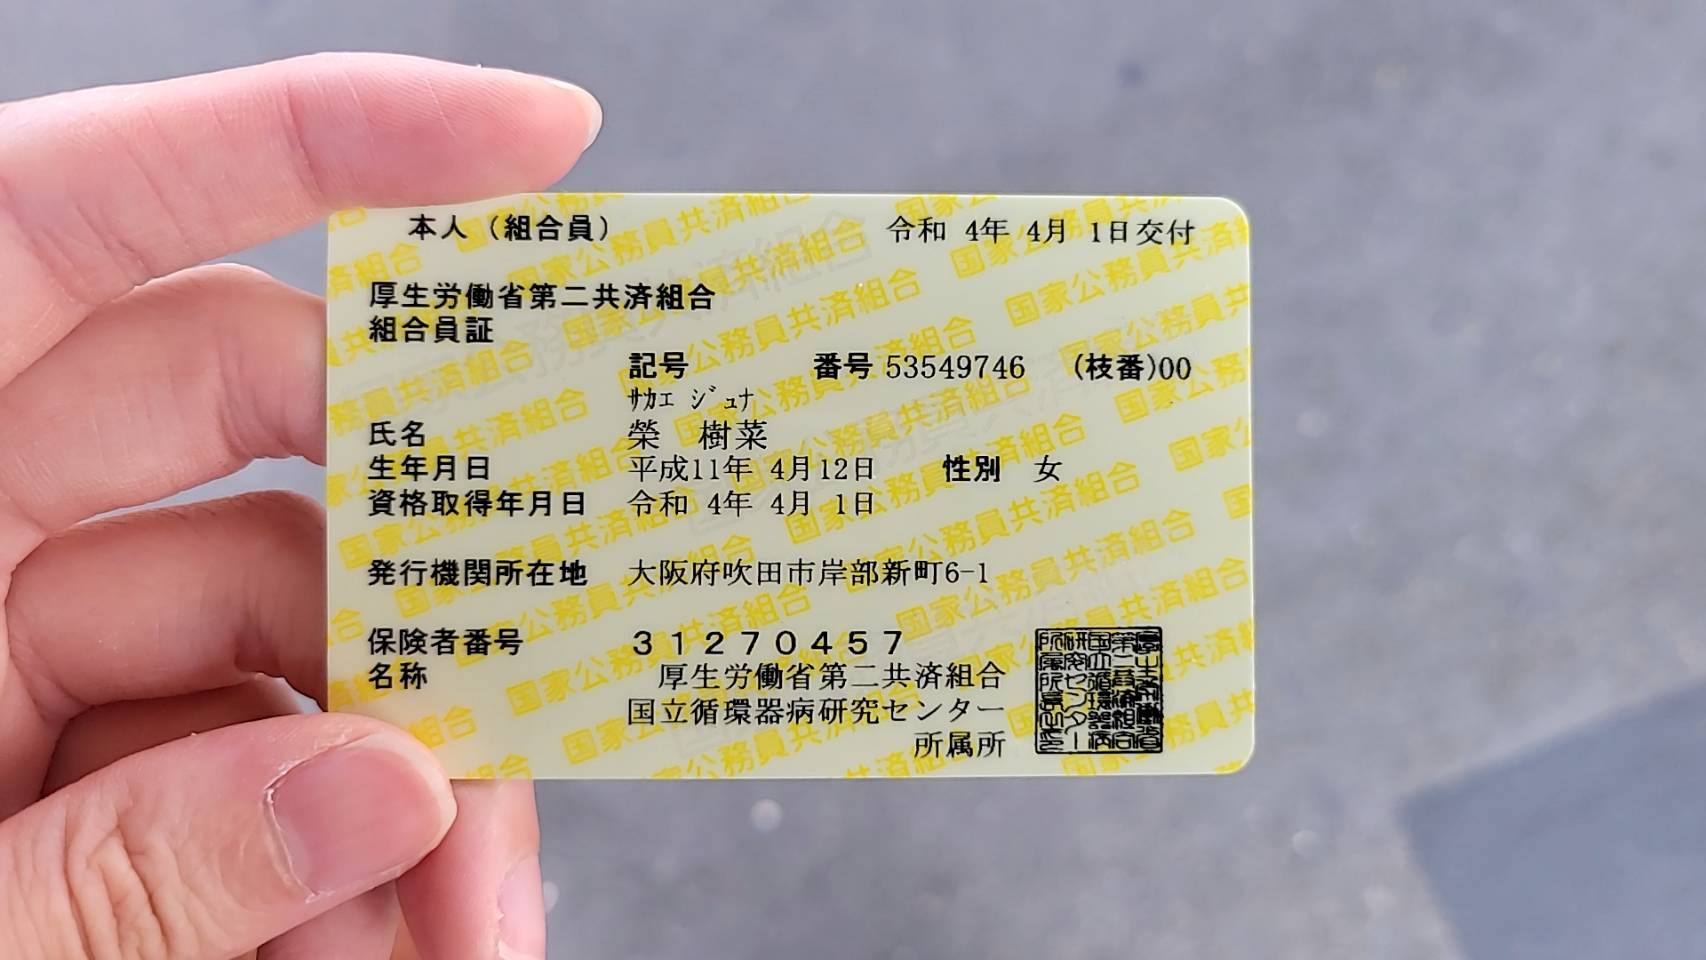 本人（組合員） 令和 4年 4月 1日交付
厚生労働省第二共済組合
組合員証
記号 番号 53549746 (枝番)00
ｻｶｴ ｼﾞｭﾅ
氏名 榮 樹菜
生年月日 平成11年 4月12日 性別 女
資格取得年月日 令和 4年 4月 1日
発行機関所在地 大阪府吹田市岸部新町6-1
保険者番号 31270457
名称 厚生労働省第二共済組合
国立循環器病研究センター
所属所
国家公務員共済組合